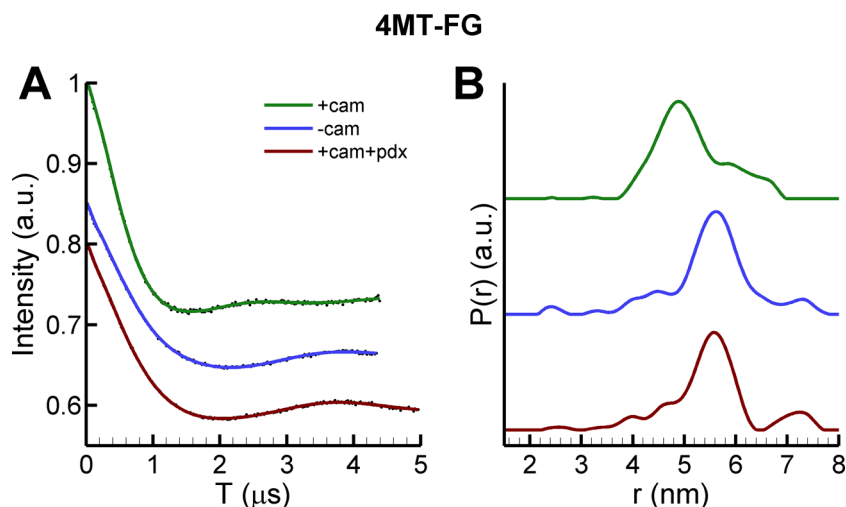 4MT-FG
A
+cam
-cam
+cam+pdx
Intensity (a.u.)
1
0.9
0.8
0.7
0.6
0 1 2 3 4 5
T (μs)
B
P(r) (a.u.)
2 3 4 5 6 7 8
r (nm)